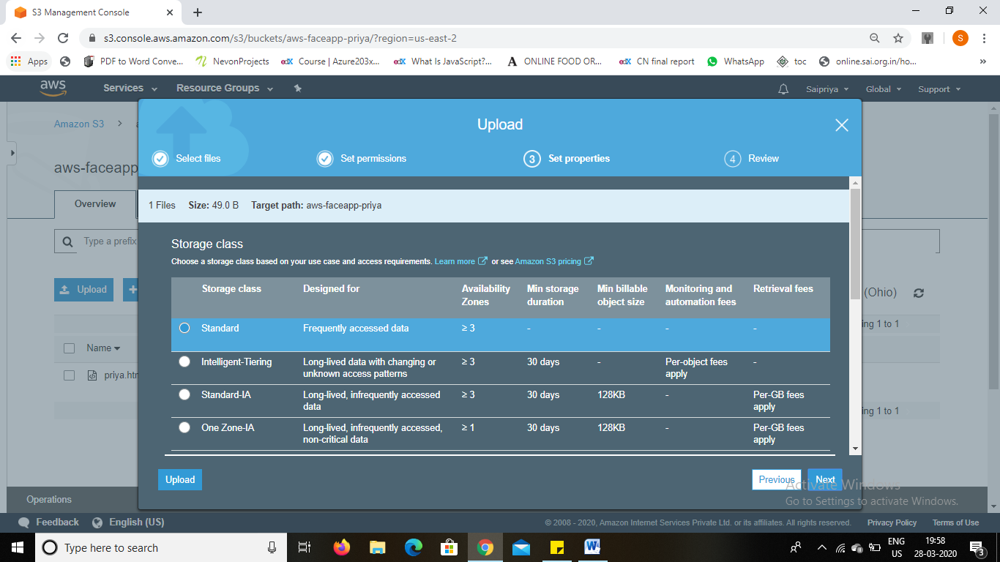 S3 Management Console
s3.console.aws.amazon.com/s3/buckets/aws-faceapp-priya/?region=us-east-2
S
Apps PDF to Word Conve... NevonProjects edX Course | Azure203x... edX What Is JavaScript?... A ONLINE FOOD OR... edX CN final report WhatsApp toc online.sai.org.in/ho... »
aws Services Resource Groups Saipriya Global Support
Amazon S3 >
Upload
Select files Set permissions 3 Set properties 4 Review
aws-faceapp
Overview
1 Files Size: 49.0 B Target path: aws-faceapp-priya
Type a prefix
Storage class
Choose a storage class based on your use case and access requirements. Learn more or see Amazon S3 pricing
Storage class Designed for Availability Zones Min storage duration Min billable object size Monitoring and automation fees Retrieval fees
Upload + (Ohio)
Standard Frequently accessed data ≥ 3 - - - -
ing 1 to 1
Name
Intelligent-Tiering Long-lived data with changing or unknown access patterns ≥ 3 30 days - Per-object fees apply -
priya.htm
Standard-IA Long-lived, infrequently accessed data ≥ 3 30 days 128KB - Per-GB fees apply
ing 1 to 1
One Zone-IA Long-lived, infrequently accessed, non-critical data ≥ 1 30 days 128KB - Per-GB fees apply
Upload Previous Next
Activate Windows
Go to Settings to activate Windows.
Operations
Feedback English (US) © 2008 - 2020, Amazon Internet Services Private Ltd. or its affiliates. All rights reserved. Privacy Policy Terms of Use
Type here to search
ENG
US
19:58
28-03-2020
3